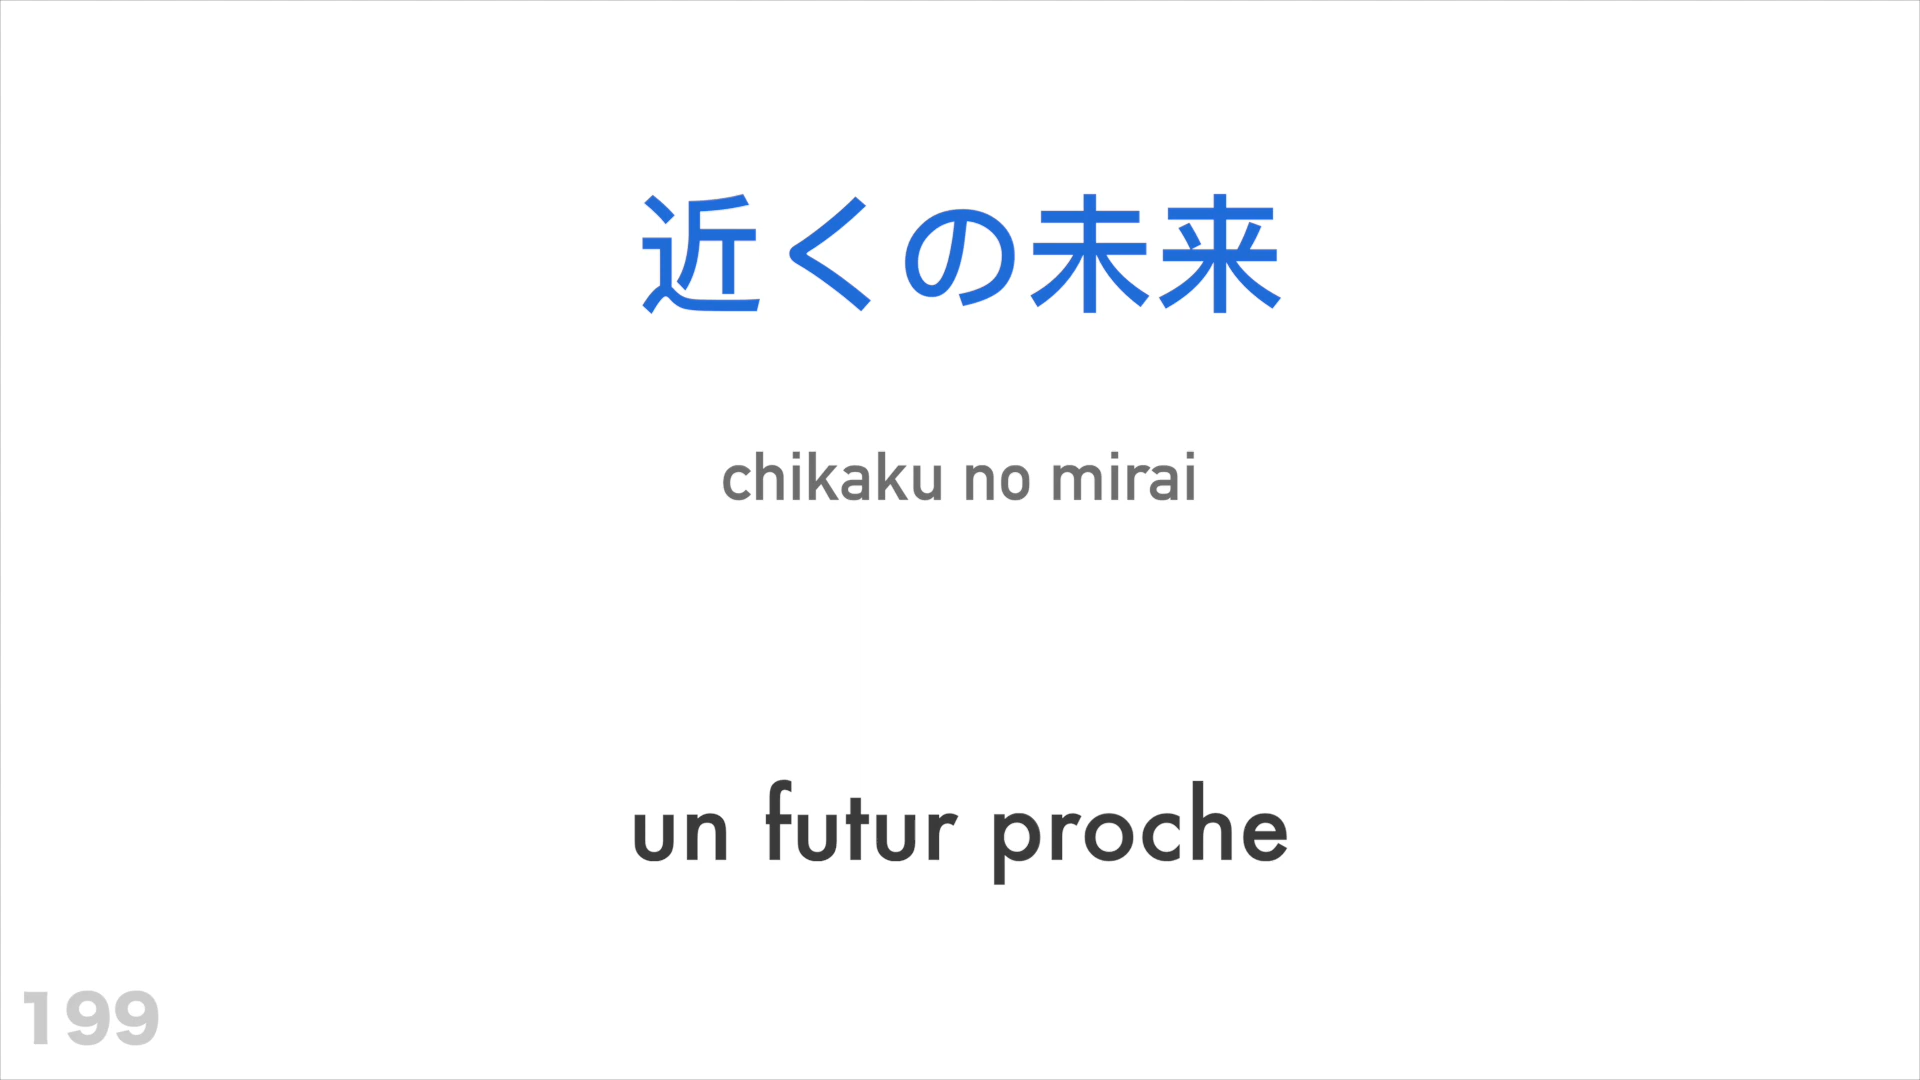 近くの未来
chikaku no mirai
un futur proche
199